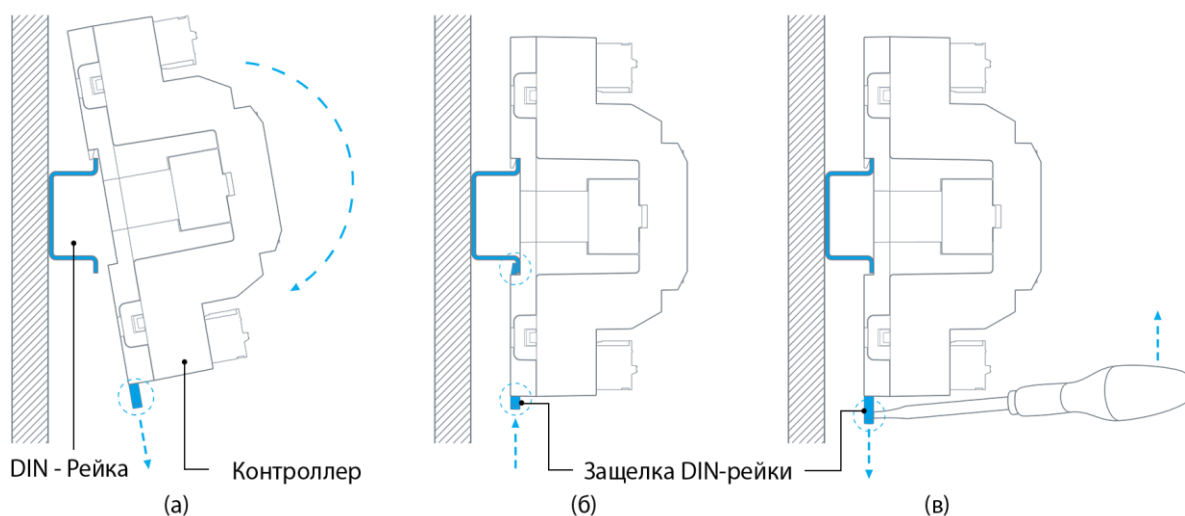 DIN - Рейка
Контроллер
Защелка DIN-рейки
(а)
(б)
(в)